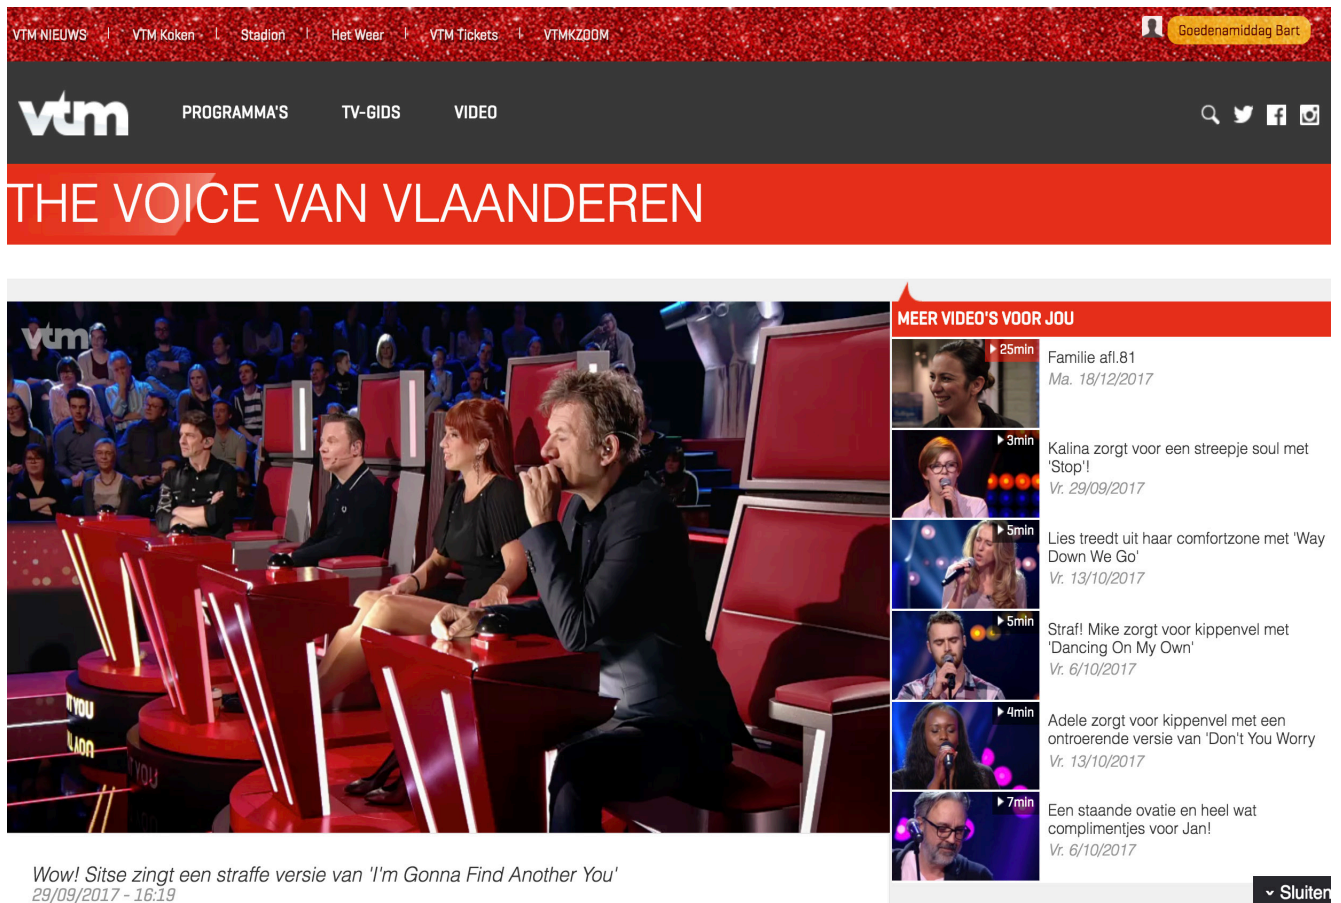 VTM NIEUWS | VTM Koken | Stadion | Het Weer | VTM Tickets | VTMKZOOM
Goedenamiddag Bart
vtm
PROGRAMMA'S TV-GIDS VIDEO
THE VOICE VAN VLAANDEREN
vtm
MEER VIDEO'S VOOR JOU
25min
Familie afl.81
Ma. 18/12/2017
3min
Kalina zorgt voor een streepje soul met
'Stop'!
Vr. 29/09/2017
5min
Lies treedt uit haar comfortzone met 'Way
Down We Go'
Vr. 13/10/2017
5min
Straf! Mike zorgt voor kippenvel met
'Dancing On My Own'
Vr. 6/10/2017
4min
Adele zorgt voor kippenvel met een
ontroerende versie van 'Don't You Worry
Vr. 13/10/2017
7min
Een staande ovatie en heel wat
complimentjes voor Jan!
Vr. 6/10/2017
Wow! Sitse zingt een straffe versie van 'I'm Gonna Find Another You'
29/09/2017 - 16:19
Sluiten